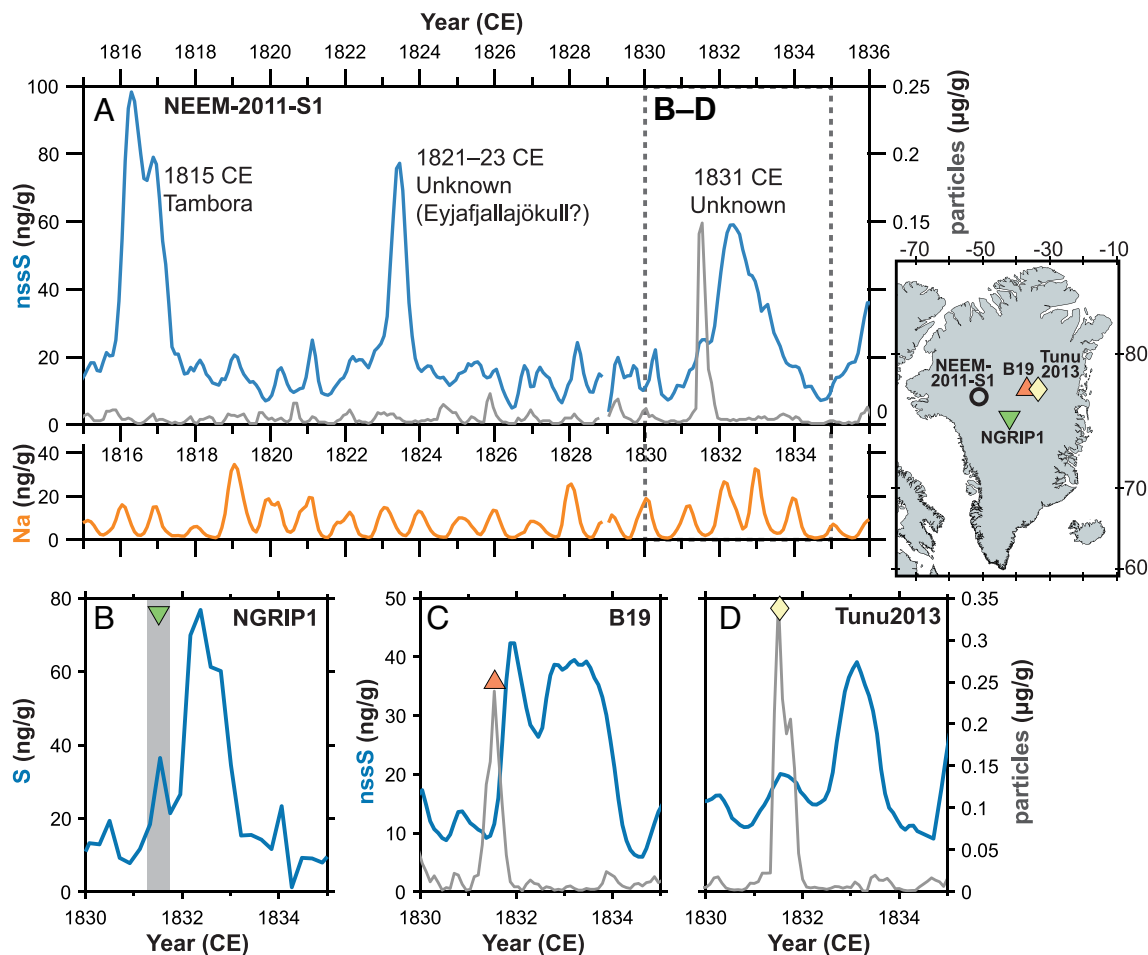 Year (CE)
1816 1818 1820 1822 1824 1826 1828 1830 1832 1834 1836
100 0.25
A NEEM-2011-S1 B–D
80 0.2
1815 CE
Tambora
1821–23 CE
Unknown
(Eyjafjallajökull?)
1831 CE
Unknown
60 0.15
40
20
0 0
nssS (ng/g)
particles (µg/g)
1816 1818 1820 1822 1824 1826 1828 1830 1832 1834
40
20
0
Na (ng/g)
-70 -50 -30 -10
80
70
60
NEEM-
2011-S1
B19
Tunu
2013
NGRIP1
B NGRIP1
80
60
40
20
0
S (ng/g)
1830 1832 1834
Year (CE)
C B19
50
40
30
20
10
0
nssS (ng/g)
1830 1832 1834
Year (CE)
D Tunu2013
0.35
0.3
0.25
0.2
0.15
0.1
0.05
0
particles (µg/g)
1830 1832 1834
Year (CE)